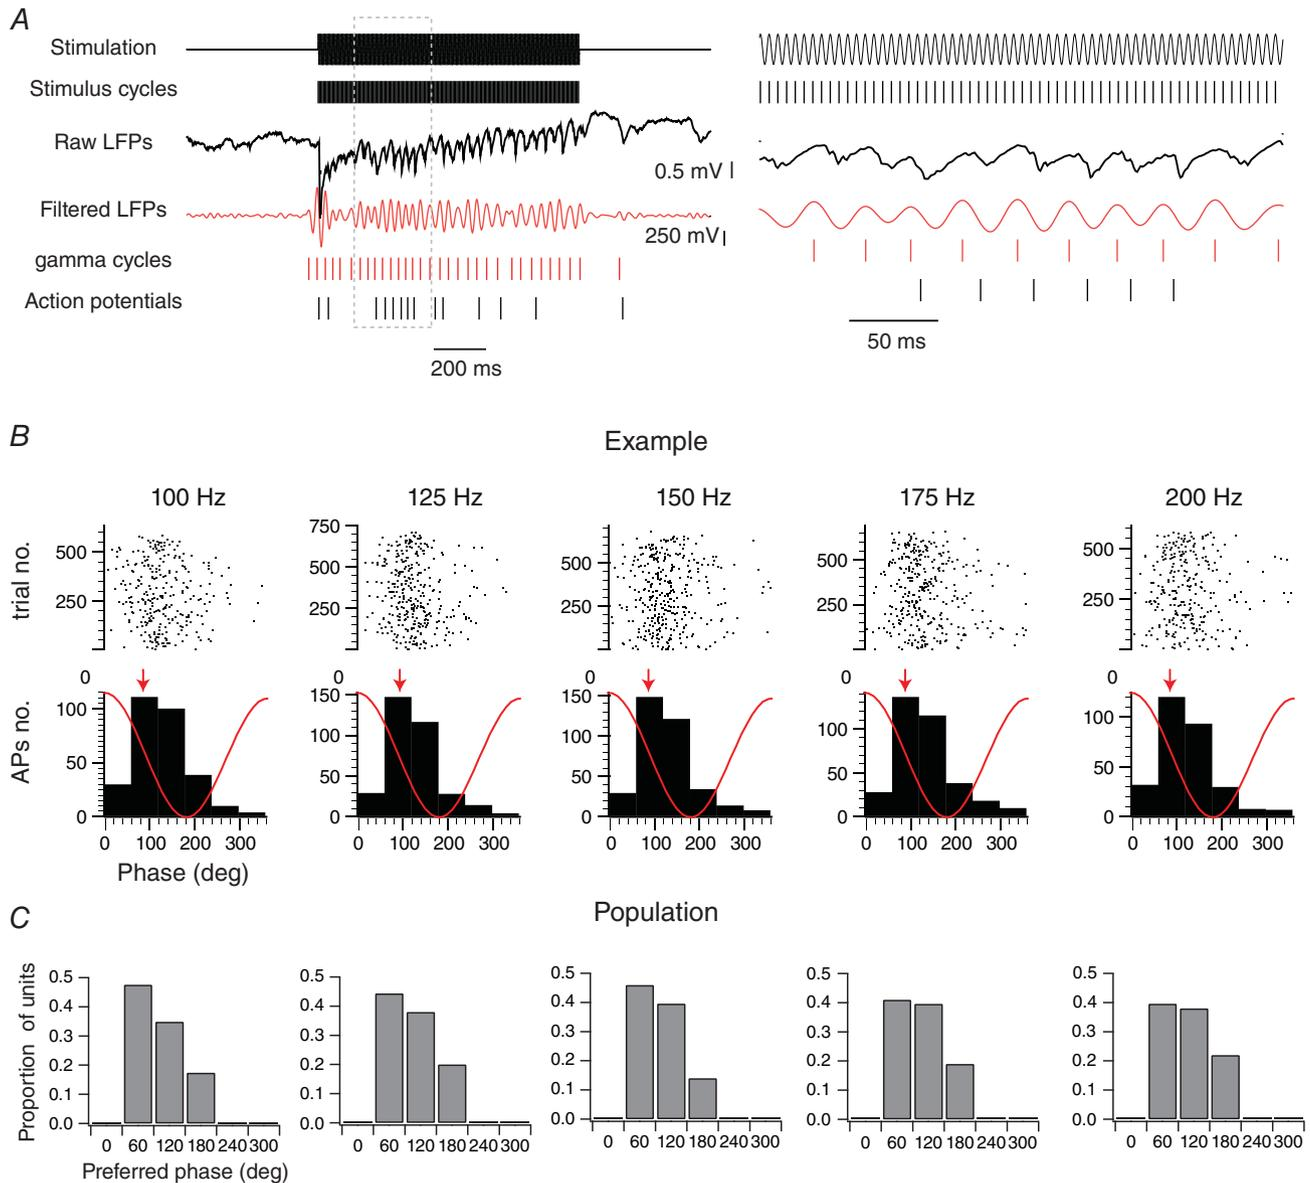 A
Stimulation
Stimulus cycles
Raw LFPs
0.5 mV
Filtered LFPs
250 mV
gamma cycles
Action potentials
200 ms
50 ms
B
Example
100 Hz 125 Hz 150 Hz 175 Hz 200 Hz
trial no.
500 250 0
750 500 250 0
500 250 0
500 250 0
500 250 0
APs no.
100 50 0
150 100 50 0
150 100 50 0
100 50 0
100 50 0
0 100 200 300
0 100 200 300
0 100 200 300
0 100 200 300
0 100 200 300
Phase (deg)
C
Population
Proportion of units
0.5 0.4 0.3 0.2 0.1 0.0
0.5 0.4 0.3 0.2 0.1 0.0
0.5 0.4 0.3 0.2 0.1 0.0
0.5 0.4 0.3 0.2 0.1 0.0
0.5 0.4 0.3 0.2 0.1 0.0
0 60 120 180 240 300
0 60 120 180 240 300
0 60 120 180 240 300
0 60 120 180 240 300
0 60 120 180 240 300
Preferred phase (deg)